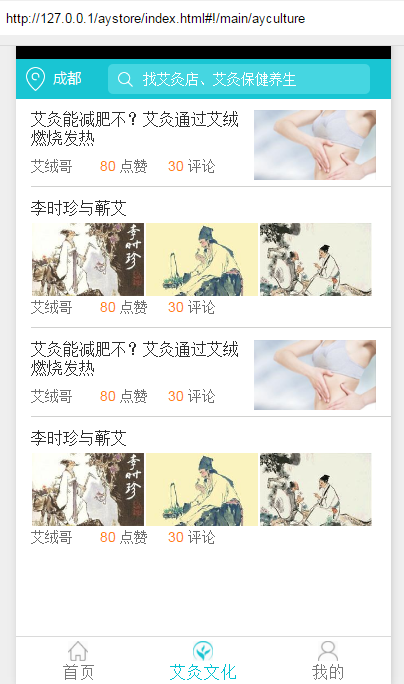 http://127.0.0.1/aystore/index.html#!/main/ayculture
成都
找艾灸店、艾灸保健养生
艾灸能减肥不？艾灸通过艾绒
燃烧发热
艾绒哥 80 点赞 30 评论
李时珍与蕲艾
李时珍
艾绒哥 80 点赞 30 评论
艾灸能减肥不？艾灸通过艾绒
燃烧发热
艾绒哥 80 点赞 30 评论
李时珍与蕲艾
李时珍
艾绒哥 80 点赞 30 评论
首页 艾灸文化 我的